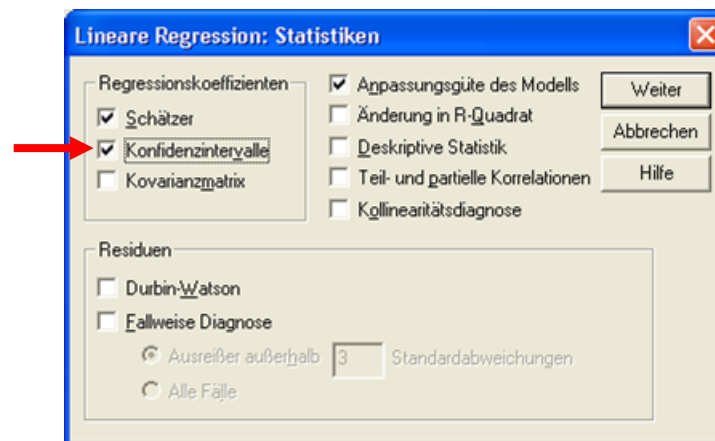 Lineare Regression: Statistiken
Regressionskoeffizienten
Schätzer
Konfidenzintervalle
Kovarianzmatrix
Anpassungsgüte des Modells
Änderung in R-Quadrat
Deskriptive Statistik
Teil- und partielle Korrelationen
Kollinearitätsdiagnose
Weiter
Abbrechen
Hilfe
Residuen
Durbin-Watson
Fallweise Diagnose
Ausreißer außerhalb 3 Standardabweichungen
Alle Fälle